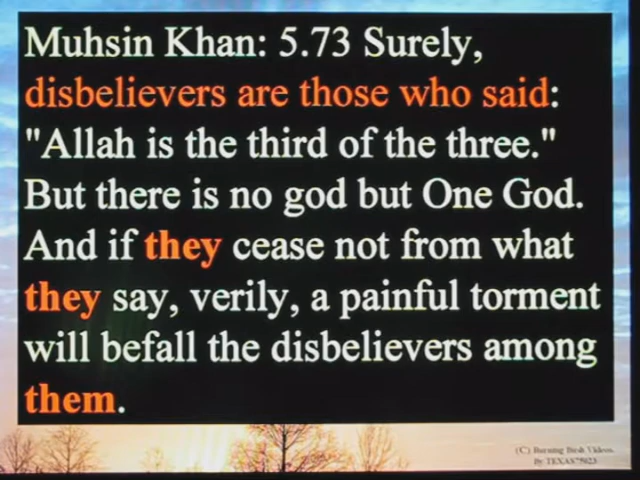 Muhsin Khan: 5.73 Surely,
disbelievers are those who said:
"Allah is the third of the three."
But there is no god but One God.
And if they cease not from what
they say, verily, a painful torment
will befall the disbelievers among
them.
(C) Burning Bush Videos
By TEXAS75023